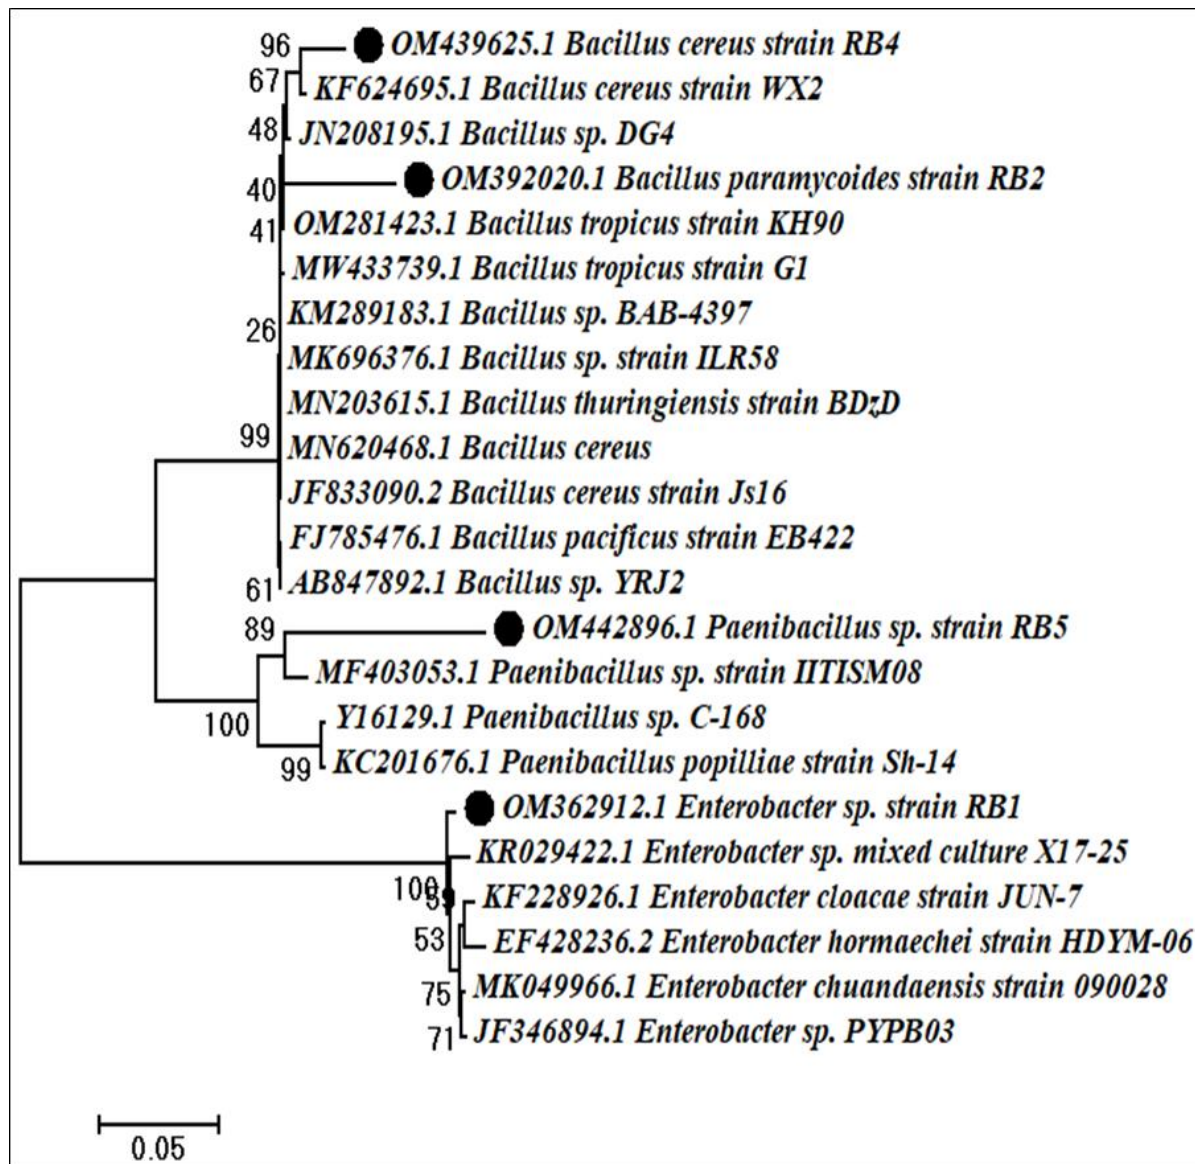 96
OM439625.1 Bacillus cereus strain RB4
67
KF624695.1 Bacillus cereus strain WX2
48
JN208195.1 Bacillus sp. DG4
40
OM392020.1 Bacillus paramycoides strain RB2
41
OM281423.1 Bacillus tropicus strain KH90
MW433739.1 Bacillus tropicus strain G1
KM289183.1 Bacillus sp. BAB-4397
26
MK696376.1 Bacillus sp. strain ILR58
MN203615.1 Bacillus thuringiensis strain BDzD
99
MN620468.1 Bacillus cereus
JF833090.2 Bacillus cereus strain Js16
FJ785476.1 Bacillus pacificus strain EB422
61
AB847892.1 Bacillus sp. YRJ2
89
OM442896.1 Paenibacillus sp. strain RB5
MF403053.1 Paenibacillus sp. strain IITISM08
100
Y16129.1 Paenibacillus sp. C-168
99
KC201676.1 Paenibacillus popilliae strain Sh-14
OM362912.1 Enterobacter sp. strain RB1
KR029422.1 Enterobacter sp. mixed culture X17-25
100
KF228926.1 Enterobacter cloacae strain JUN-7
53
EF428236.2 Enterobacter hormaechei strain HDYM-06
75
MK049966.1 Enterobacter chuandaensis strain 090028
71
JF346894.1 Enterobacter sp. PYPB03
0.05